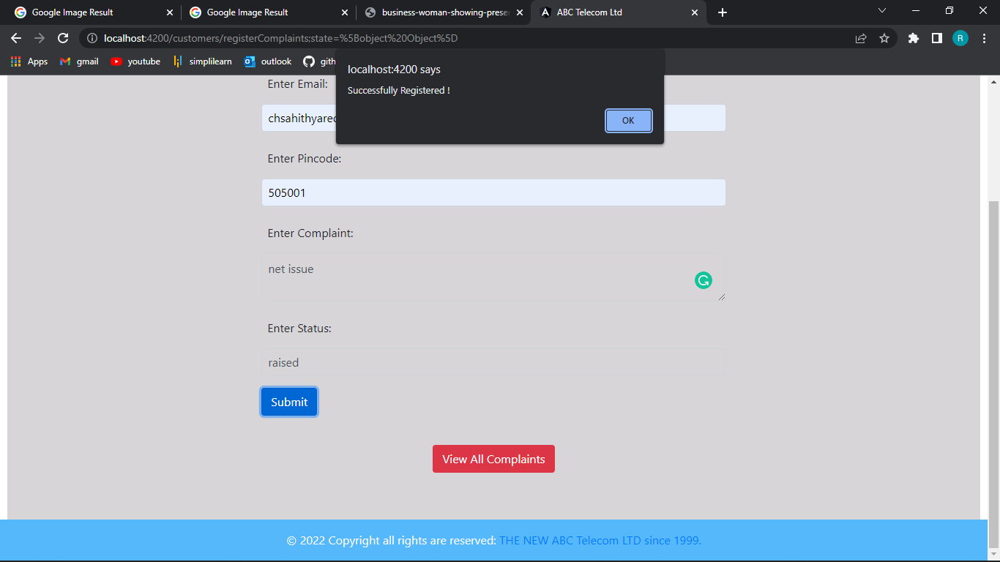 Google Image Result
Google Image Result
business-woman-showing-prese
ABC Telecom Ltd
localhost:4200/customers/registerComplaints;state=%5Bobject%20Object%5D
R
Apps
gmail
youtube
simplilearn
outlook
gith
localhost:4200 says
Successfully Registered !
OK
Enter Email:
chsahithyarec
Enter Pincode:
505001
Enter Complaint:
net issue
Enter Status:
raised
Submit
View All Complaints
© 2022 Copyright all rights are reserved: THE NEW ABC Telecom LTD since 1999.